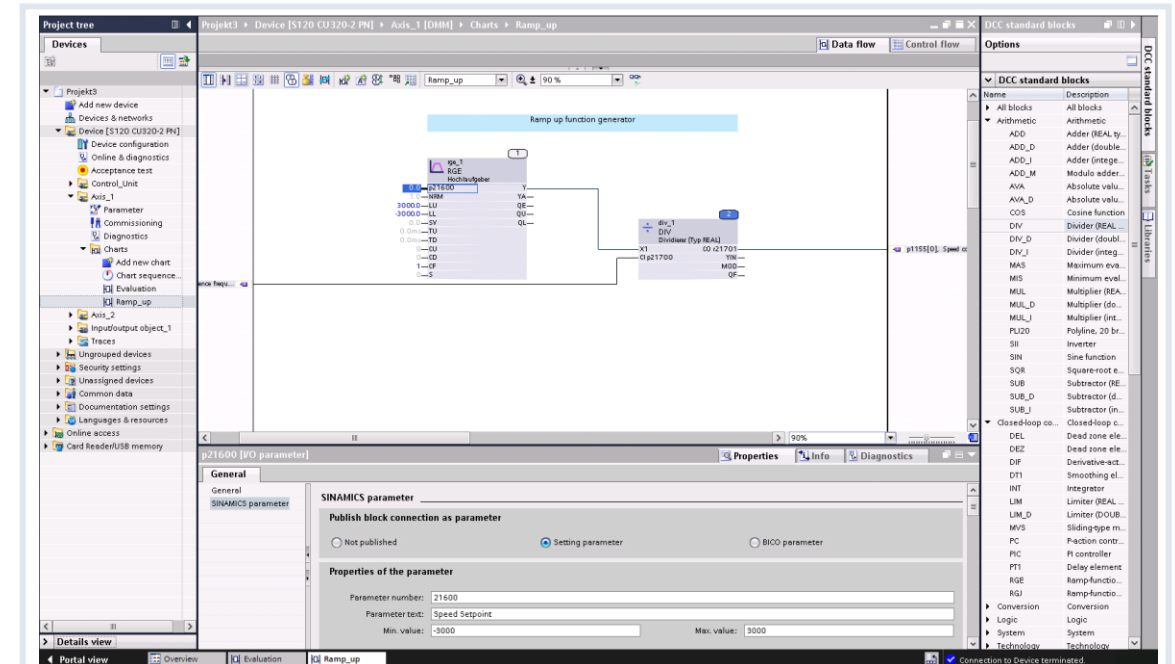 Project tree
Projekt3 ▸ Device [S120 CU320-2 PN] ▸ Axis_1 [DMM] ▸ Charts ▸ Ramp_up
DCC standard blocks
Devices
Data flow
Control flow
Options
Ramp_up
90 %
Projekt3
Add new device
Devices & networks
Device [S120 CU320-2 PN]
Device configuration
Online & diagnostics
Acceptance test
Control_Unit
Axis_1
Parameter
Commissioning
Diagnostics
Charts
Add new chart
Chart sequence...
Evaluation
Ramp_up
Axis_2
Input/output object_1
Traces
Ungrouped devices
Security settings
Unassigned devices
Common data
Documentation settings
Languages & resources
Online access
Card Reader/USB memory
Details view
Ramp up function generator
1
rge_1
RGE
Hochlaufgeber
0.0 p21600 Y
1.0 NRM YA
3000.0 LU QE
-3000.0 LL QU
0.0 SV QL
0.0ms TU
0.0ms TD
0 CU
0 CD
1 CF
0 S
2
div_1
DIV
Dividierer (Typ REAL)
X1 CO r21701
CI p21700 YIN
MOD
QF
p1155[0], Speed co
ence frequ...
90%
p21600 [I/O parameter]
Properties
Info
Diagnostics
General
General
SINAMICS parameter
SINAMICS parameter
Publish block connection as parameter
Not published
Setting parameter
BICO parameter
Properties of the parameter
Parameter number: 21600
Parameter text: Speed Setpoint
Min. value: -3000
Max. value: 3000
DCC standard blocks
Name Description
All blocks All blocks
Arithmetic Arithmetic
ADD Adder (REAL ty...
ADD_D Adder (double...
ADD_I Adder (intege...
ADD_M Modulo adder...
AVA Absolute valu...
AVA_D Absolute valu...
COS Cosine function
DIV Divider (REAL ...
DIV_D Divider (doubl...
DIV_I Divider (integ...
MAS Maximum eva...
MIS Minimum eval...
MUL Multiplier (REA...
MUL_D Multiplier (do...
MUL_I Multiplier (int...
PLI20 Polyline, 20 br...
SII Inverter
SIN Sine function
SQR Square-root e...
SUB Subtractor (RE...
SUB_D Subtractor (d...
SUB_I Subtractor (in...
Closed-loop co... Closed-loop c...
DEL Dead zone ele...
DEZ Dead zone ele...
DIF Derivative-act...
DT1 Smoothing el...
INT Integrator
LIM Limiter (REAL ...
LIM_D Limiter (DOUB...
MVS Sliding-type m...
PC P-action contr...
PIC PI controller
PT1 Delay element
RGE Ramp-functio...
RGJ Ramp-functio...
Conversion Conversion
Logic Logic
System System
Technology Technology
DCC standard blocks
Tasks
Libraries
Portal view
Overview
Evaluation
Ramp_up
Connection to Device terminated.